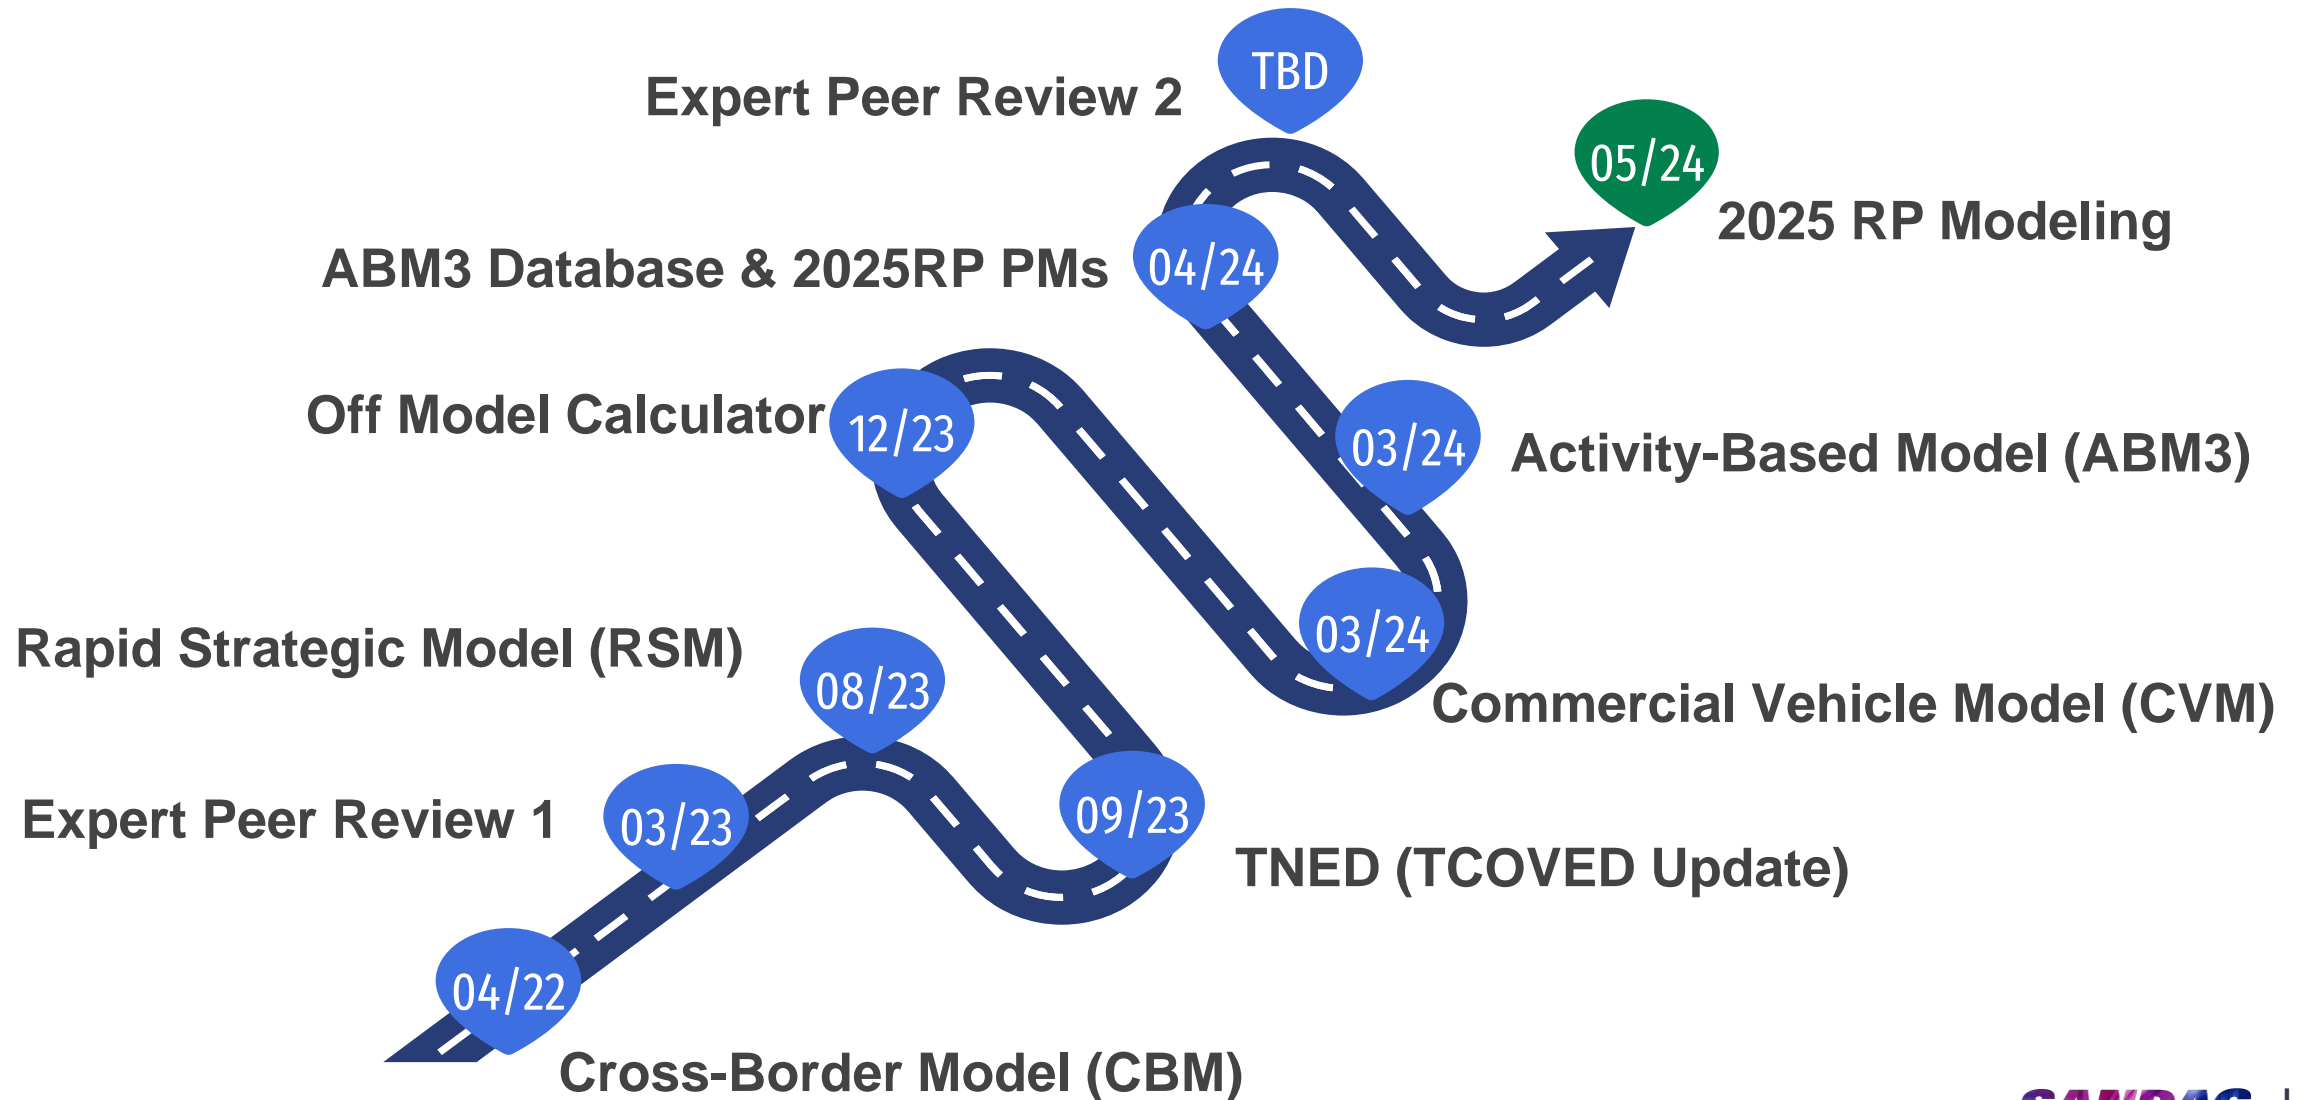 TBD
Expert Peer Review 2
05/24
2025 RP Modeling
ABM3 Database & 2025RP PMs
04/24
Off Model Calculator
12/23
03/24
Activity-Based Model (ABM3)
Rapid Strategic Model (RSM)
08/23
03/24
Commercial Vehicle Model (CVM)
Expert Peer Review 1
03/23
09/23
TNED (TCOVED Update)
04/22
Cross-Border Model (CBM)